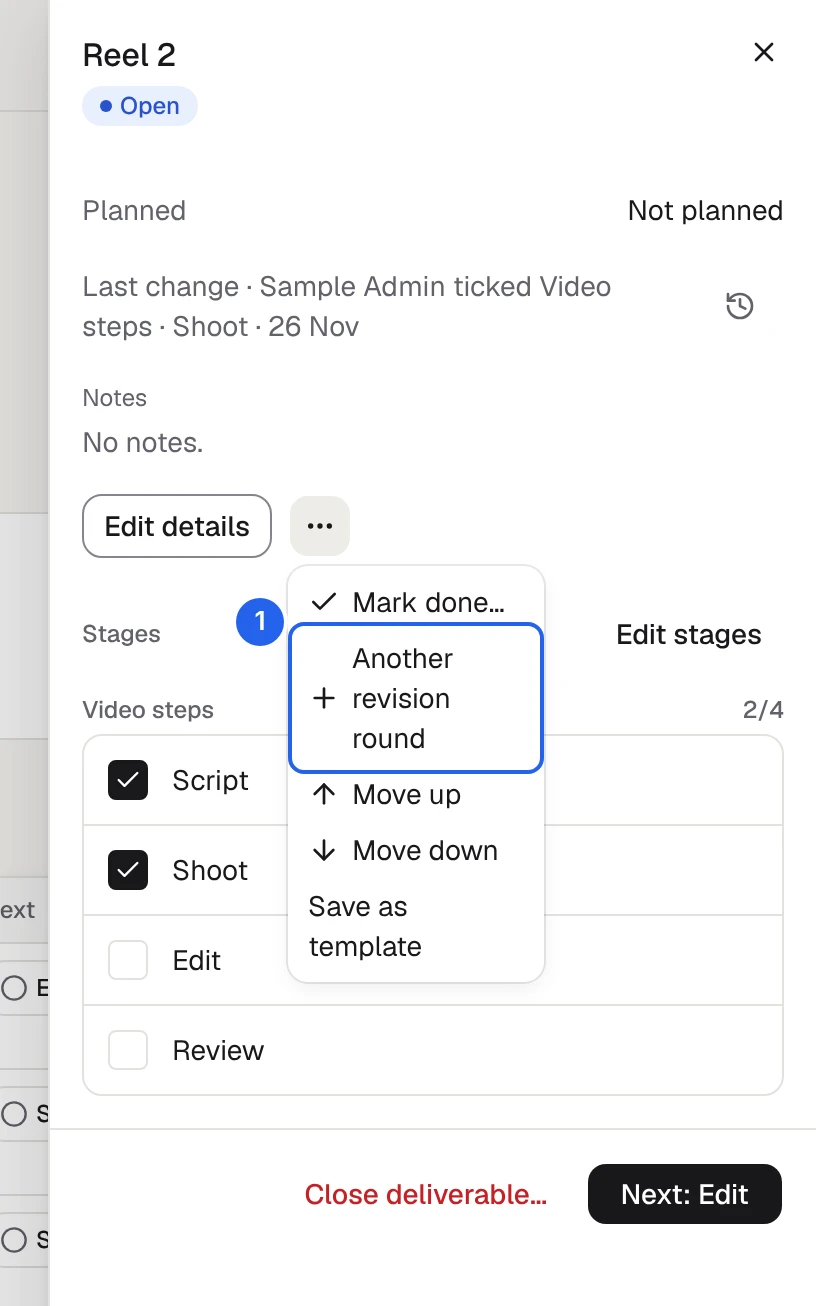 Reel 2
Open
Planned
Not planned
Last change · Sample Admin ticked Video
steps · Shoot · 26 Nov
Notes
No notes.
Edit details
Mark done…
1
Another
revision
round
Stages
Edit stages
Video steps
2/4
Move up
Move down
Save as
template
Script
Shoot
Edit
Review
ext
E
S
S
Close deliverable…
Next: Edit